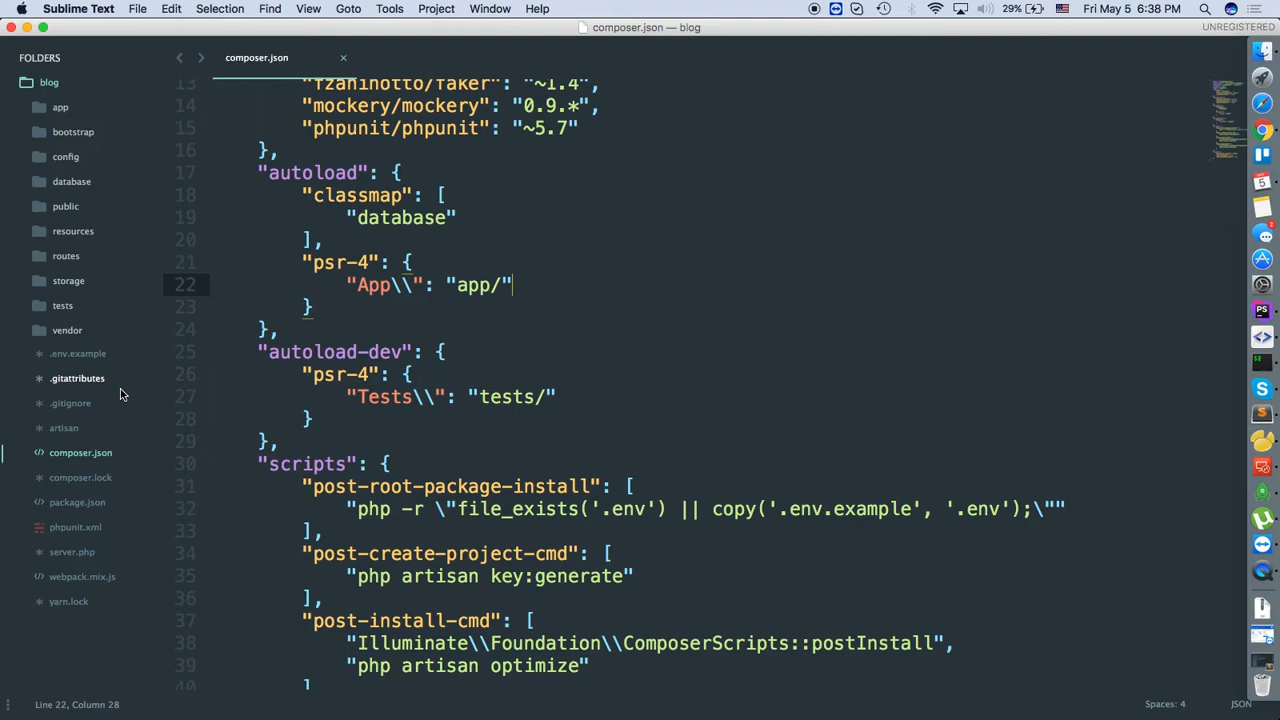 Sublime Text File Edit Selection Find View Goto Tools Project Window Help 29% Fri May 5 6:38 PM
composer.json — blog UNREGISTERED
FOLDERS
blog
app
bootstrap
config
database
public
resources
routes
storage
tests
vendor
.env.example
.gitattributes
.gitignore
artisan
composer.json
composer.lock
package.json
phpunit.xml
server.php
webpack.mix.js
yarn.lock
composer.json ×
13 "fzaninotto/faker": "~1.4",
14 "mockery/mockery": "0.9.*",
15 "phpunit/phpunit": "~5.7"
16 },
17 "autoload": {
18 "classmap": [
19 "database"
20 ],
21 "psr-4": {
22 "App\\": "app/"
23 }
24 },
25 "autoload-dev": {
26 "psr-4": {
27 "Tests\\": "tests/"
28 }
29 },
30 "scripts": {
31 "post-root-package-install": [
32 "php -r \"file_exists('.env') || copy('.env.example', '.env');\""
33 ],
34 "post-create-project-cmd": [
35 "php artisan key:generate"
36 ],
37 "post-install-cmd": [
38 "Illuminate\\Foundation\\ComposerScripts::postInstall",
39 "php artisan optimize"
40 ]
Line 22, Column 28 Spaces: 4 JSON